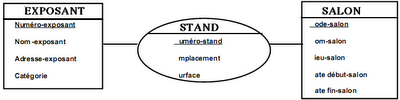 EXPOSANT
Numéro-exposant
Nom-exposant
Adresse-exposant
Catégorie
STAND
uméro-stand
mplacement
urface
SALON
ode-salon
om-salon
ieu-salon
ate début-salon
ate fin-salon